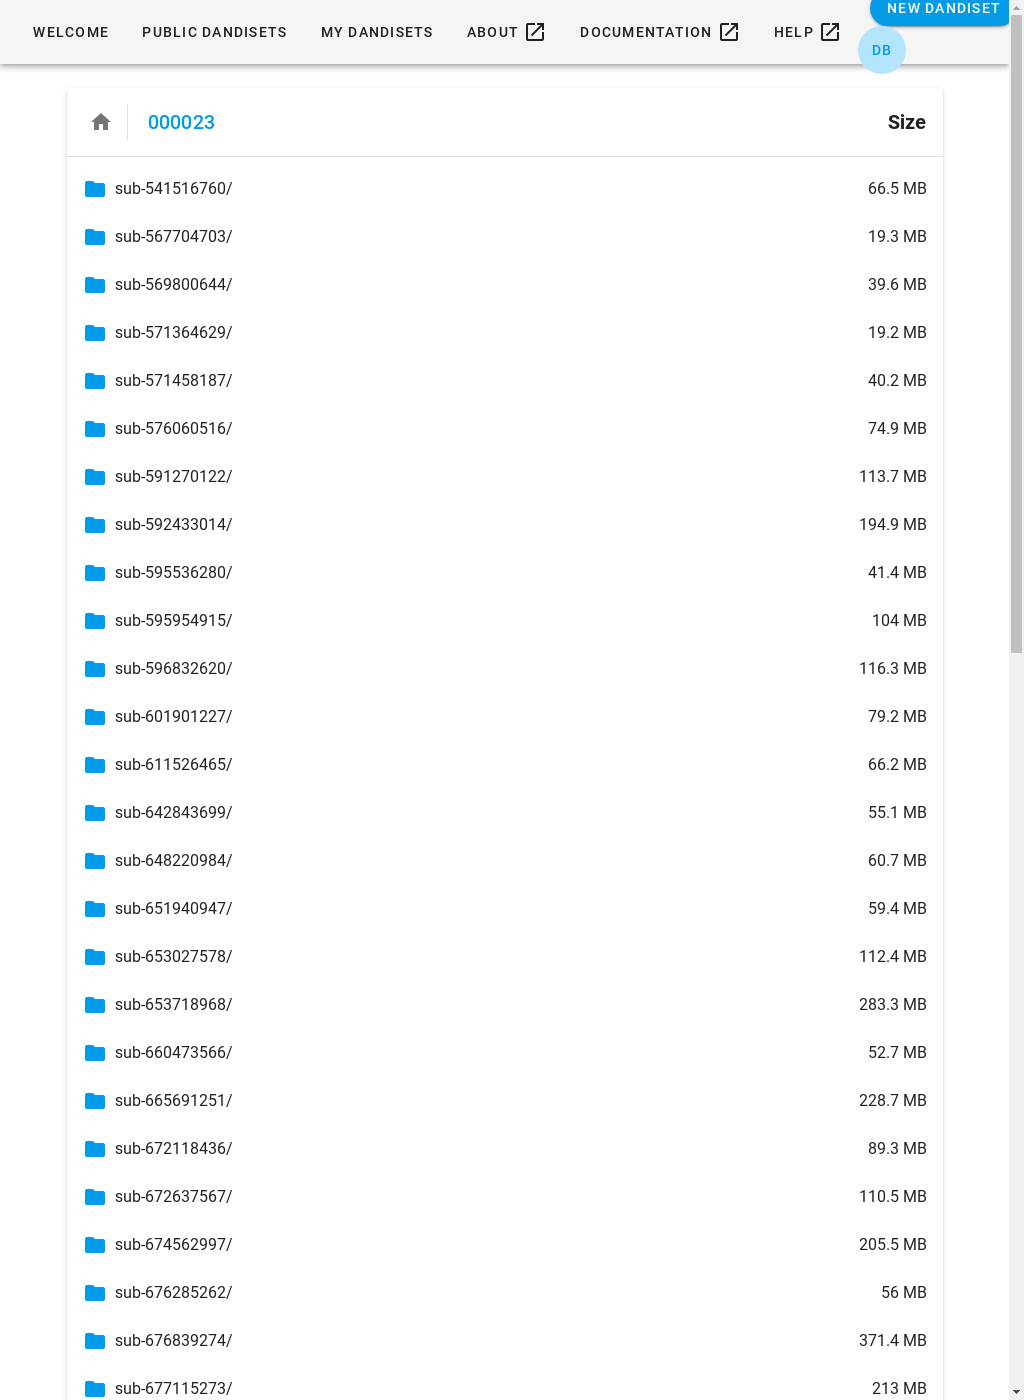 NEW DANDISET
WELCOME PUBLIC DANDISETS MY DANDISETS ABOUT DOCUMENTATION HELP
DB
000023 Size
sub-541516760/ 66.5 MB
sub-567704703/ 19.3 MB
sub-569800644/ 39.6 MB
sub-571364629/ 19.2 MB
sub-571458187/ 40.2 MB
sub-576060516/ 74.9 MB
sub-591270122/ 113.7 MB
sub-592433014/ 194.9 MB
sub-595536280/ 41.4 MB
sub-595954915/ 104 MB
sub-596832620/ 116.3 MB
sub-601901227/ 79.2 MB
sub-611526465/ 66.2 MB
sub-642843699/ 55.1 MB
sub-648220984/ 60.7 MB
sub-651940947/ 59.4 MB
sub-653027578/ 112.4 MB
sub-653718968/ 283.3 MB
sub-660473566/ 52.7 MB
sub-665691251/ 228.7 MB
sub-672118436/ 89.3 MB
sub-672637567/ 110.5 MB
sub-674562997/ 205.5 MB
sub-676285262/ 56 MB
sub-676839274/ 371.4 MB
sub-677115273/ 213 MB